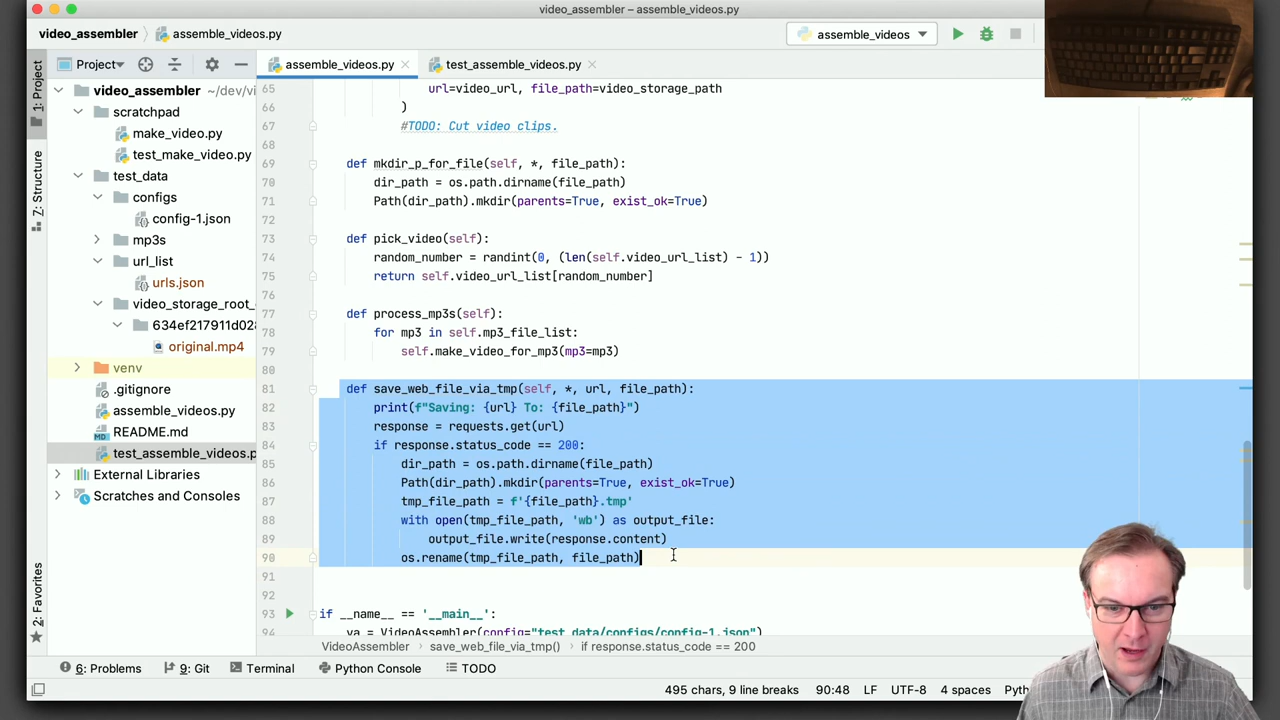 video_assembler – assemble_videos.py
video_assembler
assemble_videos.py
assemble_videos
1: Project
Project
assemble_videos.py
test_assemble_videos.py
video_assembler ~/dev/vi
scratchpad
make_video.py
test_make_video.py
test_data
configs
config-1.json
mp3s
url_list
urls.json
video_storage_root_
634ef217911d028
original.mp4
venv
.gitignore
assemble_videos.py
README.md
test_assemble_videos.p
External Libraries
Scratches and Consoles
Z: Structure
2: Favorites
65 url=video_url, file_path=video_storage_path
66 )
67 #TODO: Cut video clips.
68
69 def mkdir_p_for_file(self, *, file_path):
70 dir_path = os.path.dirname(file_path)
71 Path(dir_path).mkdir(parents=True, exist_ok=True)
72
73 def pick_video(self):
74 random_number = randint(0, (len(self.video_url_list) - 1))
75 return self.video_url_list[random_number]
76
77 def process_mp3s(self):
78 for mp3 in self.mp3_file_list:
79 self.make_video_for_mp3(mp3=mp3)
80
81 def save_web_file_via_tmp(self, *, url, file_path):
82 print(f"Saving: {url} To: {file_path}")
83 response = requests.get(url)
84 if response.status_code == 200:
85 dir_path = os.path.dirname(file_path)
86 Path(dir_path).mkdir(parents=True, exist_ok=True)
87 tmp_file_path = f'{file_path}.tmp'
88 with open(tmp_file_path, 'wb') as output_file:
89 output_file.write(response.content)
90 os.rename(tmp_file_path, file_path)
91
92
93 if __name__ == '__main__':
94 va = VideoAssembler(config="test_data/configs/config-1.json")
VideoAssembler
save_web_file_via_tmp()
if response.status_code == 200
6: Problems
9: Git
Terminal
Python Console
TODO
495 chars, 9 line breaks
90:48
LF
UTF-8
4 spaces
Pyth